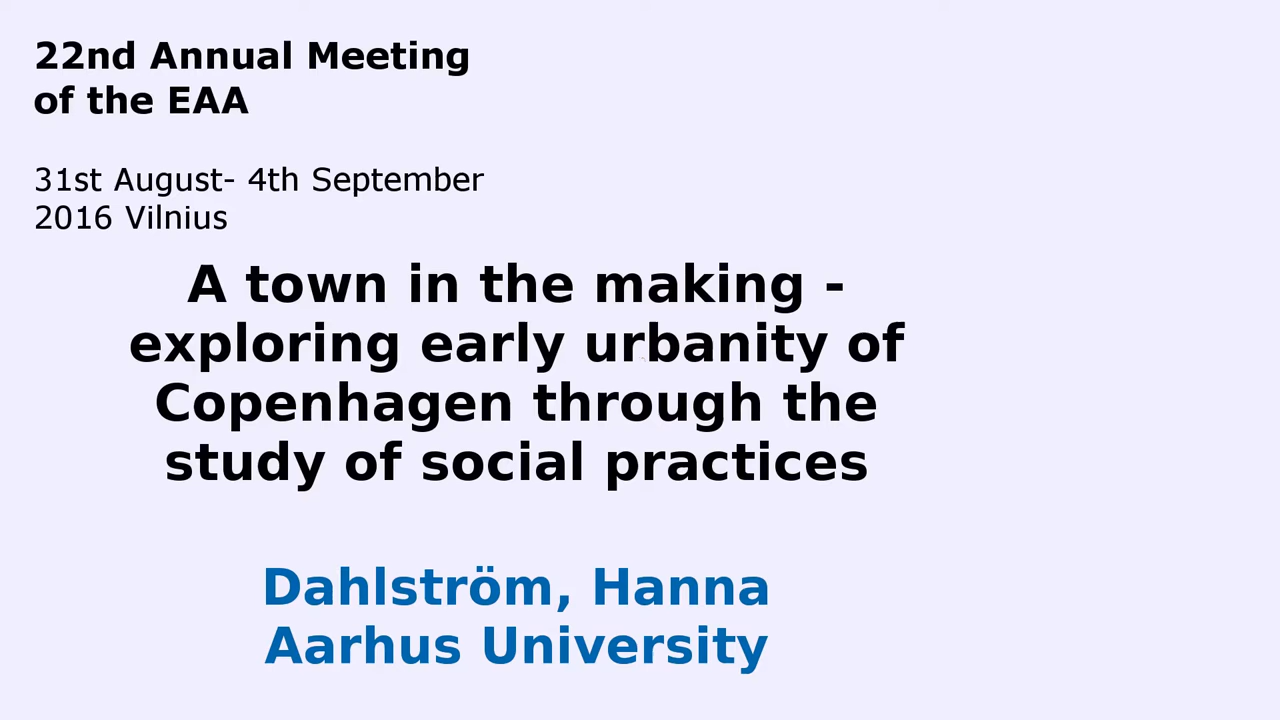 22nd Annual Meeting
of the EAA
31st August- 4th September
2016 Vilnius
A town in the making -
exploring early urbanity of
Copenhagen through the
study of social practices
Dahlström, Hanna
Aarhus University